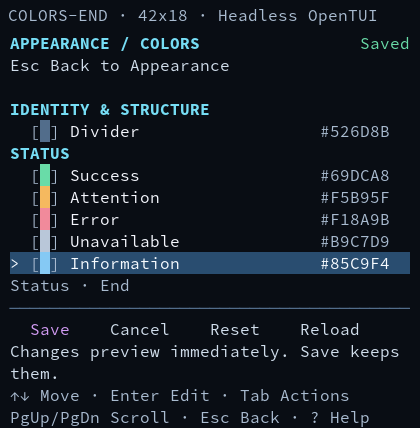 COLORS-END · 42x18 · Headless OpenTUI
APPEARANCE / COLORS Saved
Esc Back to Appearance
IDENTITY & STRUCTURE
[ ] Divider #526D8B
STATUS
[ ] Success #69DCA8
[ ] Attention #F5B95F
[ ] Error #F18A9B
[ ] Unavailable #B9C7D9
> [ ] Information #85C9F4
Status · End
Save Cancel Reset Reload
Changes preview immediately. Save keeps
them.
↑↓ Move · Enter Edit · Tab Actions
PgUp/PgDn Scroll · Esc Back · ? Help